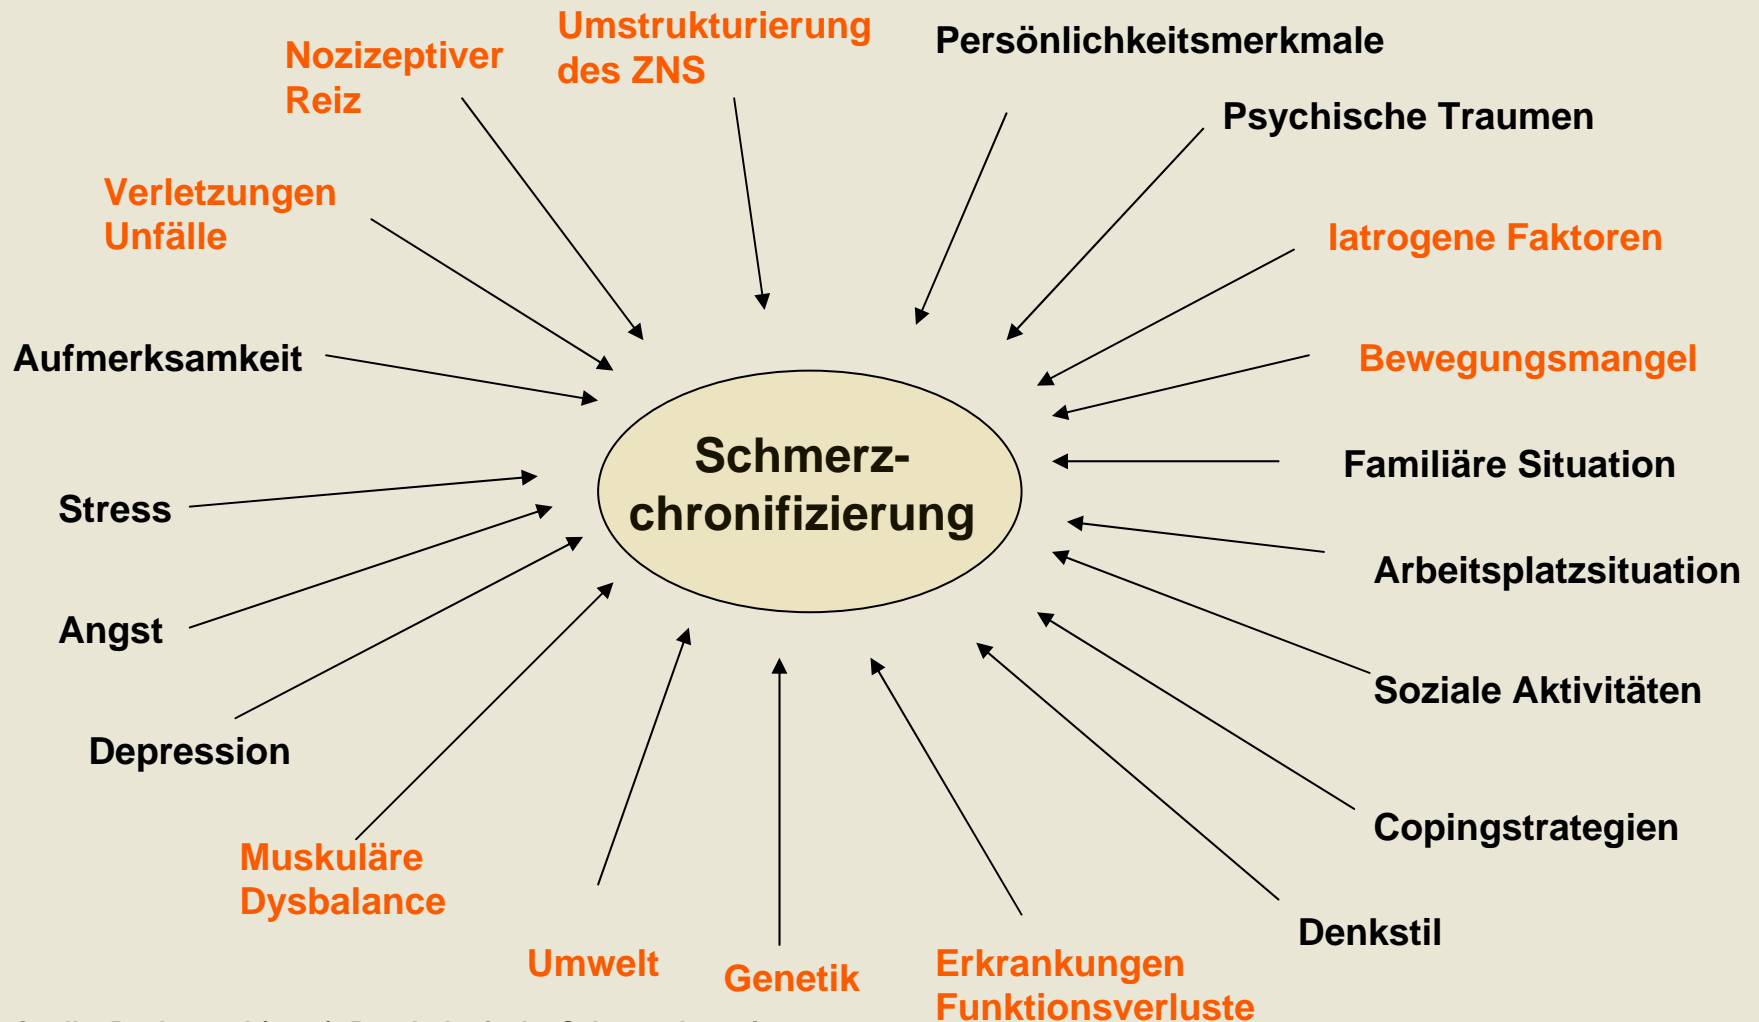 Umstrukturierung
des ZNS
Persönlichkeitsmerkmale
Nozizeptiver
Reiz
Psychische Traumen
Verletzungen
Unfälle
Iatrogene Faktoren
Aufmerksamkeit
Bewegungsmangel
Schmerz-
chronifizierung
Familiäre Situation
Stress
Arbeitsplatzsituation
Angst
Soziale Aktivitäten
Depression
Copingstrategien
Muskuläre
Dysbalance
Denkstil
Umwelt
Genetik
Erkrankungen
Funktionsverluste